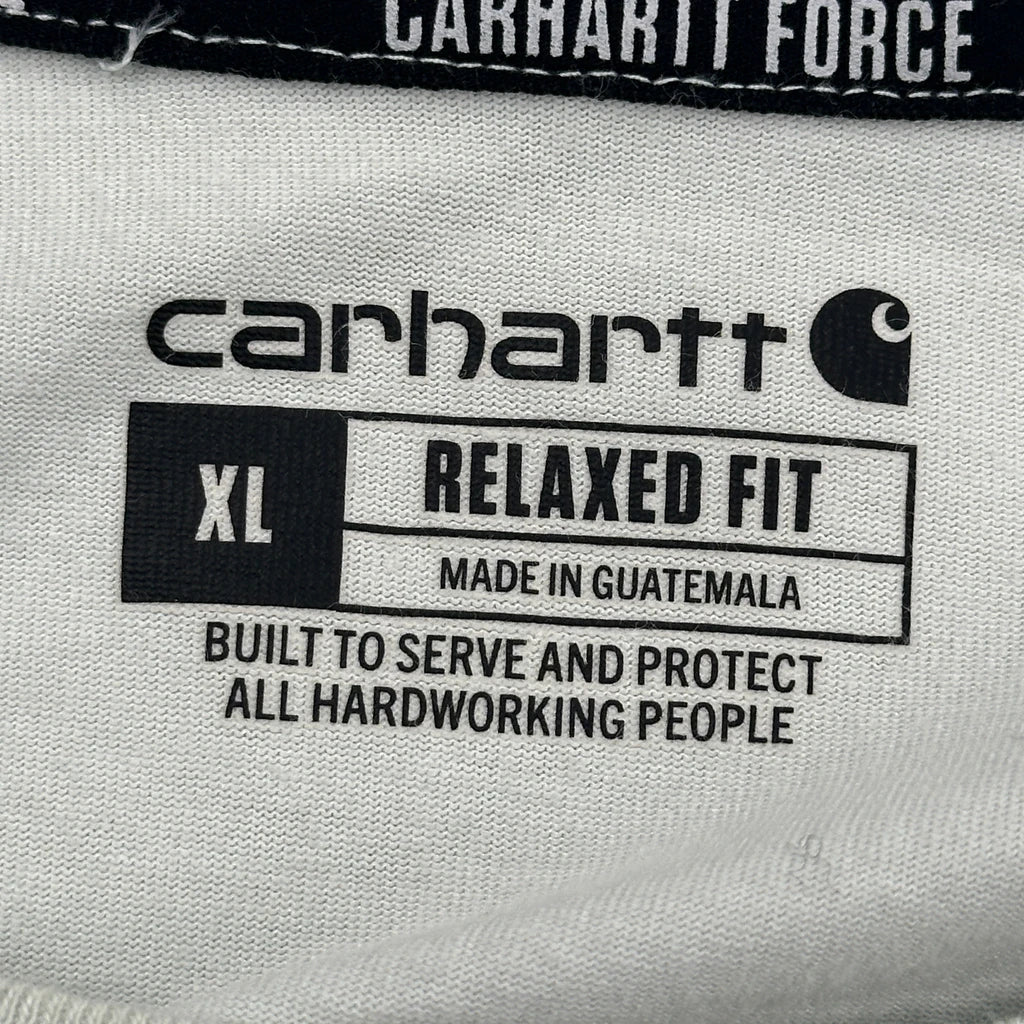 CARHARTT FORCE
carhartt
XL
RELAXED FIT
MADE IN GUATEMALA
BUILT TO SERVE AND PROTECT
ALL HARDWORKING PEOPLE